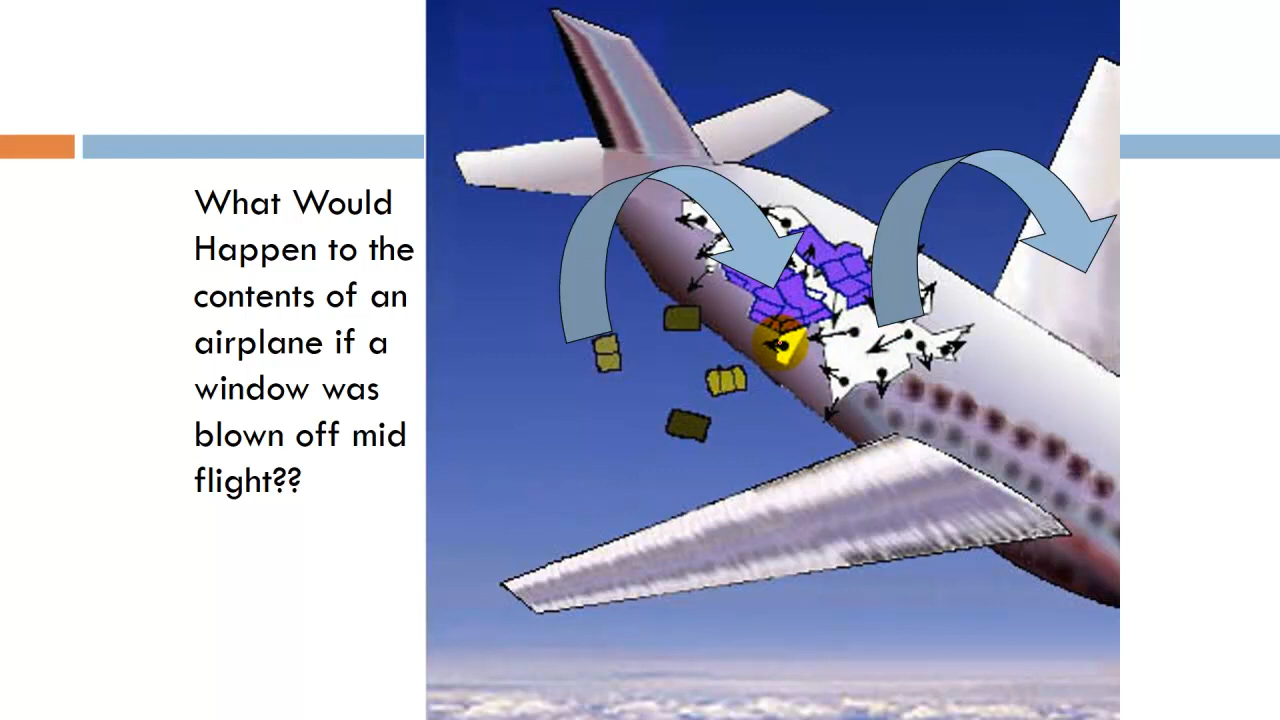 What Would
Happen to the
contents of an
airplane if a
window was
blown off mid
flight??